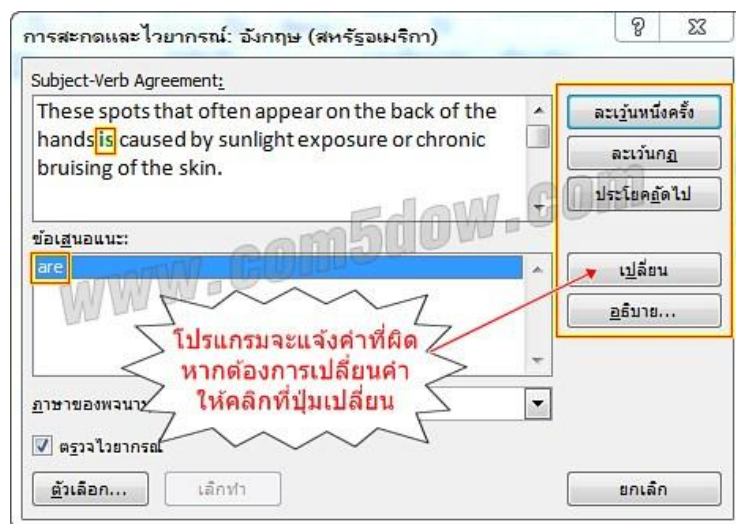 การสะกดและไวยากรณ์: อังกฤษ (สหรัฐอเมริกา)
Subject-Verb Agreement:
These spots that often appear on the back of the
hands is caused by sunlight exposure or chronic
bruising of the skin.
ละเว้นหนึ่งครั้ง
ละเว้นกฎ
ประโยคถัดไป
ข้อเสนอแนะ:
are
เปลี่ยน
อธิบาย...
โปรแกรมจะแจ้งคำที่ผิด
หากต้องการเปลี่ยนคำ
ให้คลิกที่ปุ่มเปลี่ยน
ตรวจไวยากรณ์
ตัวเลือก...
เลิกทำ
ยกเลิก
www.com5dow.com